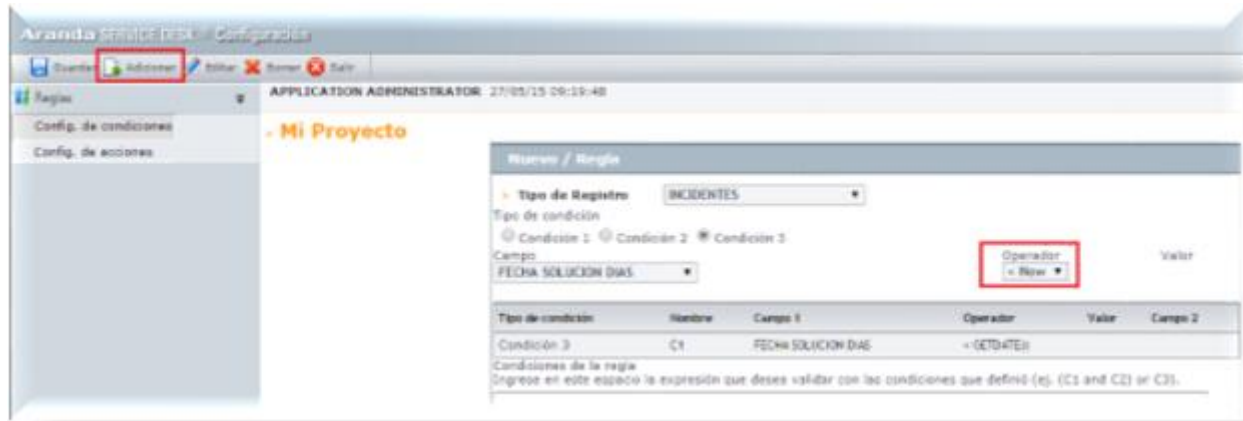 Aranda SERVICE DESK / Configuración
Guardar Adicionar Editar Borrar Salir
Reglas
APPLICATION ADMINISTRATOR 27/05/15 09:19:48
Config. de condiciones
Config. de acciones
Mi Proyecto
Nuevo / Regla
Tipo de Registro INCIDENTES
Tipo de condición
Condición 1 Condición 2 Condición 3
Campo Operador Valor
FECHA SOLUCION DIAS < Now
Tipo de condición Nombre Campo 1 Operador Valor Campo 2
Condición 3 C1 FECHA SOLUCION DIAS < GETDATE()
Condiciones de la regla
Ingrese en este espacio la expresión que desea validar con las condiciones que definió (ej. (C1 and C2) or C3).